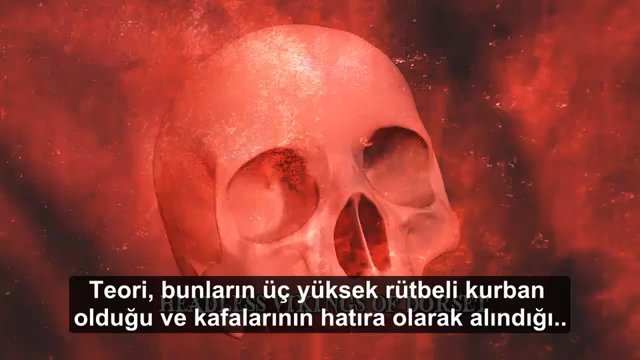 Teori, bunların üç yüksek rütbeli kurban
HEADLESS VIKINGS OF DORSET
olduğu ve kafalarının hatıra olarak alındığı..